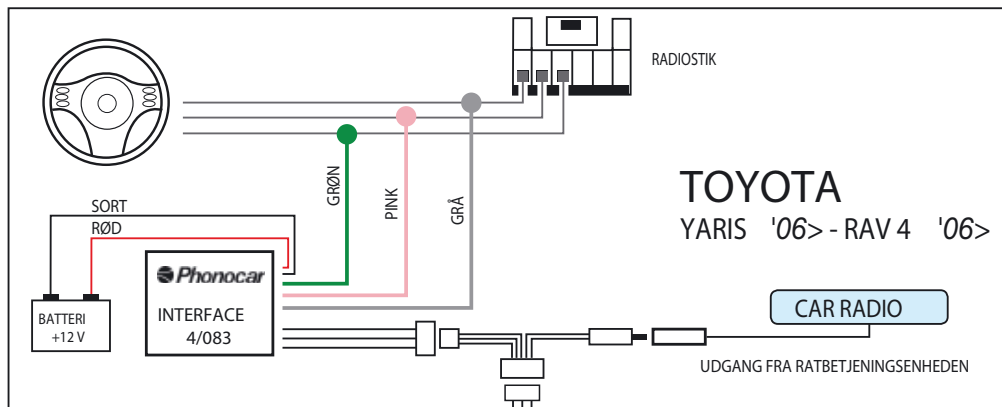 RADIOSTIK
TOYOTA
YARIS '06> - RAV 4 '06>
GRØN
PINK
GRÅ
SORT
RØD
Phonocar
INTERFACE
4/083
BATTERI
+12 V
CAR RADIO
UDGANG FRA RATBETJENINGSENHEDEN